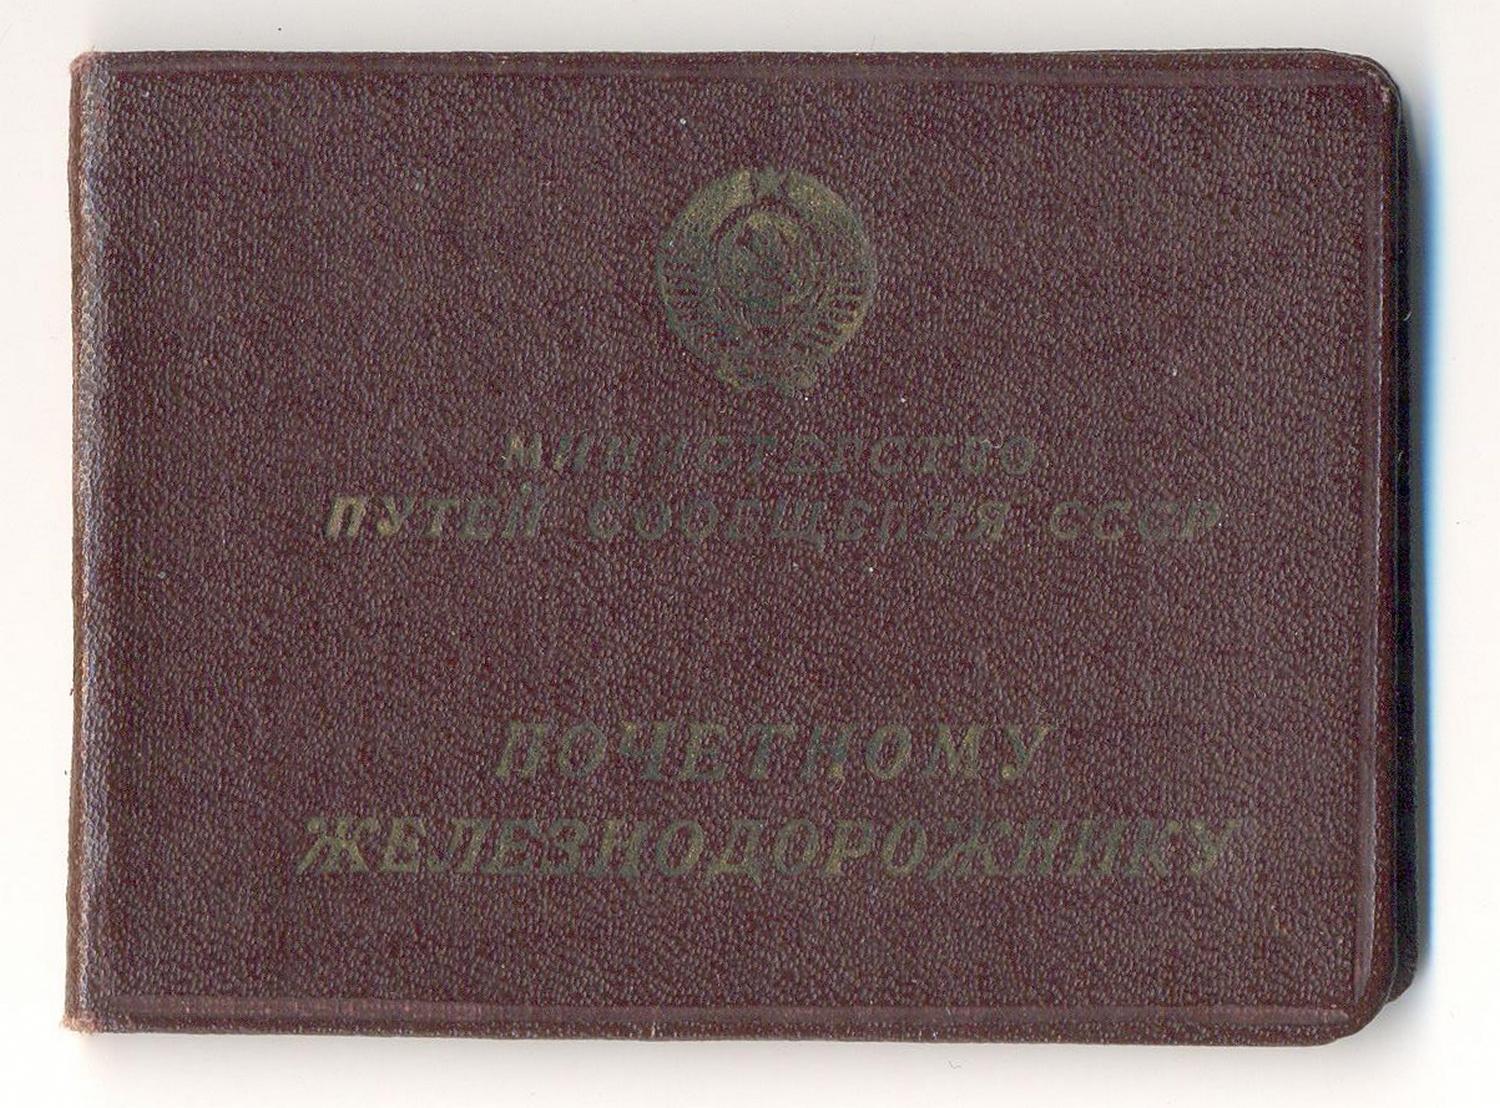 МИНИСТЕРСТВО
ПУТЕЙ СООБЩЕНИЯ СССР
ПОЧЕТНОМУ
ЖЕЛЕЗНОДОРОЖНИКУ